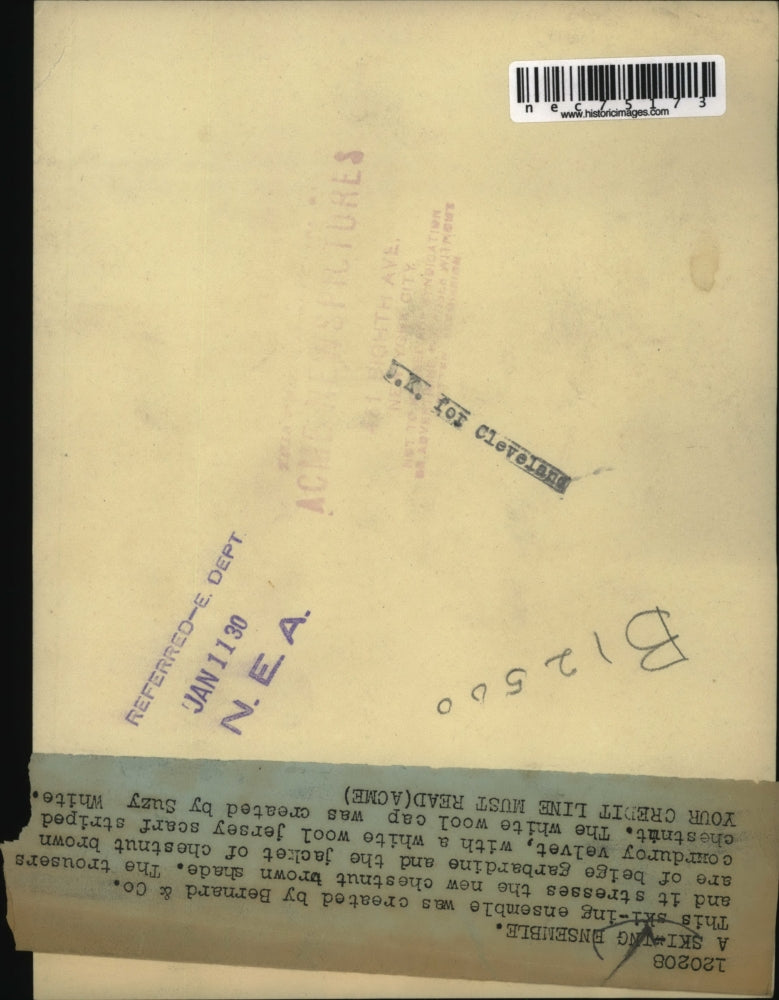 nec75173
www.historicimages.com
ACME NEWSPICTURES
EIGHTH AVE.
O.K. for Cleveland
REFERRED—E. DEPT
JAN 11 30
N. E. A.
B12500
120208
A SKI-ING ENSEMBLE.
This ski-ing ensemble was created by Bernard & Co.
and it stresses the new chestnut brown shade. The trousers
are of beige garbardine and the jacket of chestnut brown
courduroy velvet, with a white wool jersey scarf striped
chestnut. The white wool cap was created by Suzy White.
YOUR CREDIT LINE MUST READ(ACME)